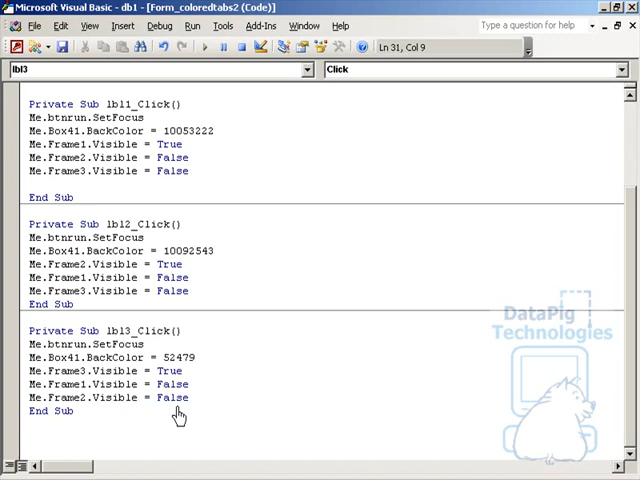 Microsoft Visual Basic - db1 - [Form_coloredtabs2 (Code)]
File Edit View Insert Debug Run Tools Add-Ins Window Help
Type a question for help
Ln 31, Col 9
lbl3
Click
Private Sub lbl1_Click()
Me.btnrun.SetFocus
Me.Box41.BackColor = 10053222
Me.Frame1.Visible = True
Me.Frame2.Visible = False
Me.Frame3.Visible = False
End Sub
Private Sub lbl2_Click()
Me.btnrun.SetFocus
Me.Box41.BackColor = 10092543
Me.Frame2.Visible = True
Me.Frame1.Visible = False
Me.Frame3.Visible = False
End Sub
Private Sub lbl3_Click()
Me.btnrun.SetFocus
Me.Box41.BackColor = 52479
Me.Frame3.Visible = True
Me.Frame1.Visible = False
Me.Frame2.Visible = False
End Sub
DataPig
Technologies